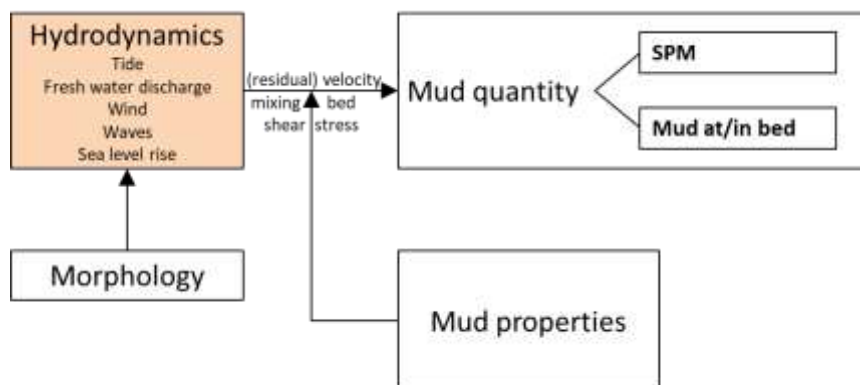 Hydrodynamics
Tide
Fresh water discharge
Wind
Waves
Sea level rise
(residual) velocity
mixing bed
shear stress
Mud quantity
SPM
Mud at/in bed
Morphology
Mud properties